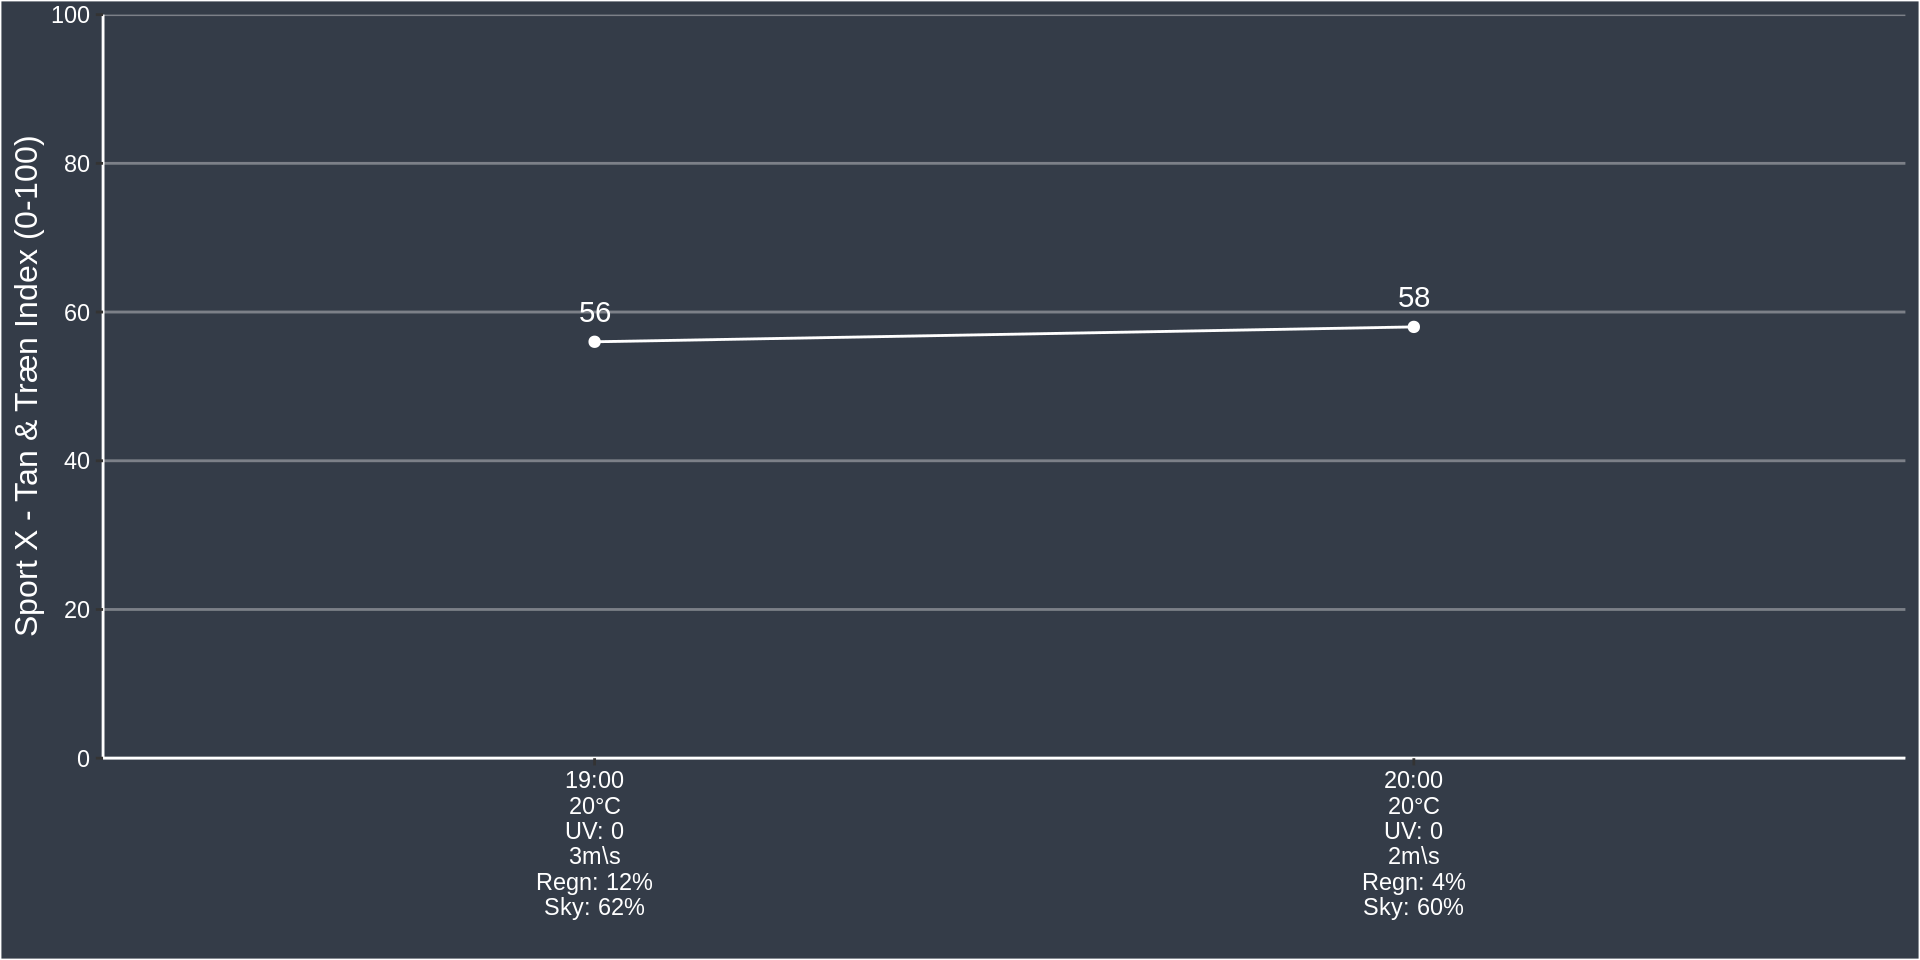 Sport X - Tan & Træn Index (0-100)
100
80
60
40
20
0
56
58
19:00
20°C
UV: 0
3m\s
Regn: 12%
Sky: 62%
20:00
20°C
UV: 0
2m\s
Regn: 4%
Sky: 60%